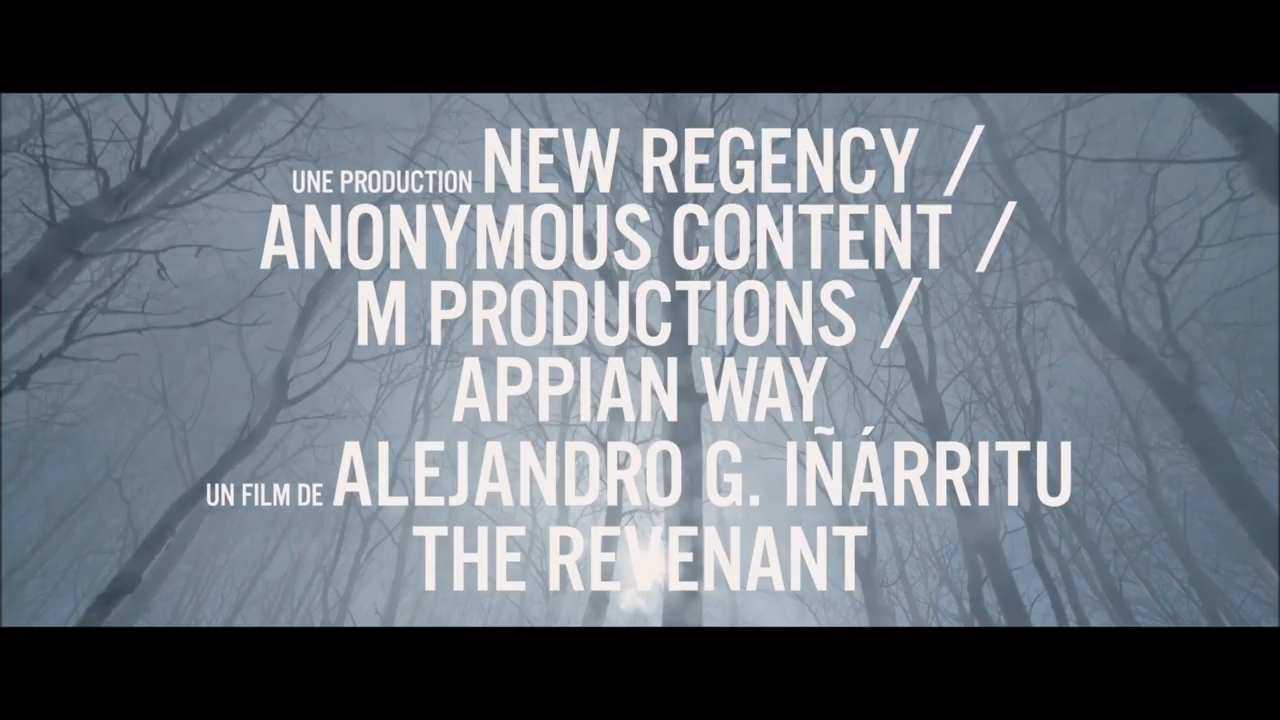 UNE PRODUCTION NEW REGENCY /
ANONYMOUS CONTENT /
M PRODUCTIONS /
APPIAN WAY
UN FILM DE ALEJANDRO G. IÑÁRRITU
THE REVENANT